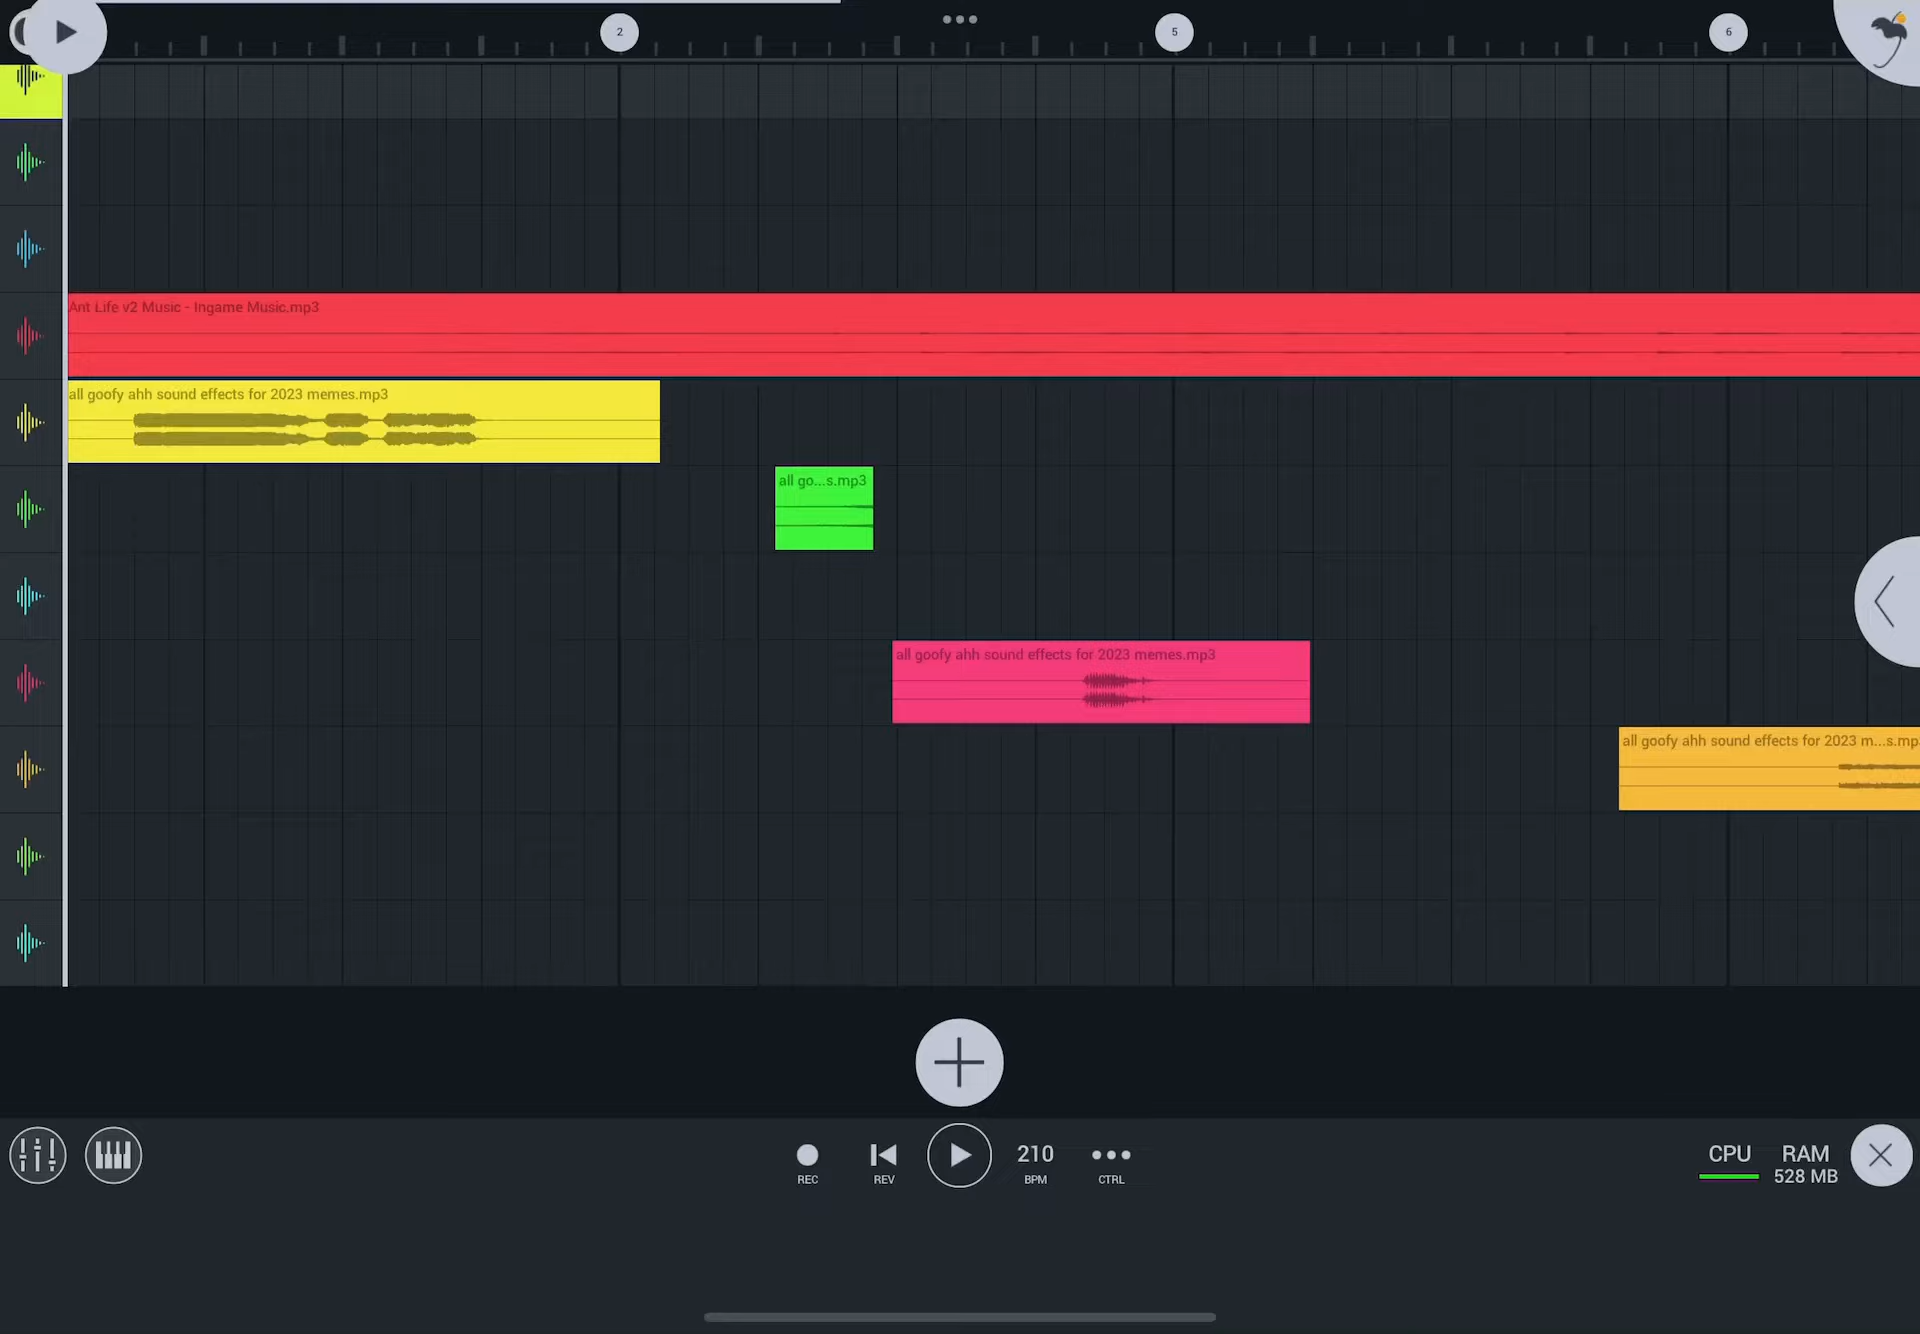 2
5
6
Ant Life v2 Music - Ingame Music.mp3
all goofy ahh sound effects for 2023 memes.mp3
all go...s.mp3
all goofy ahh sound effects for 2023 memes.mp3
all goofy ahh sound effects for 2023 m...s.mp
REC
REV
210
BPM
CTRL
CPU
RAM
528 MB